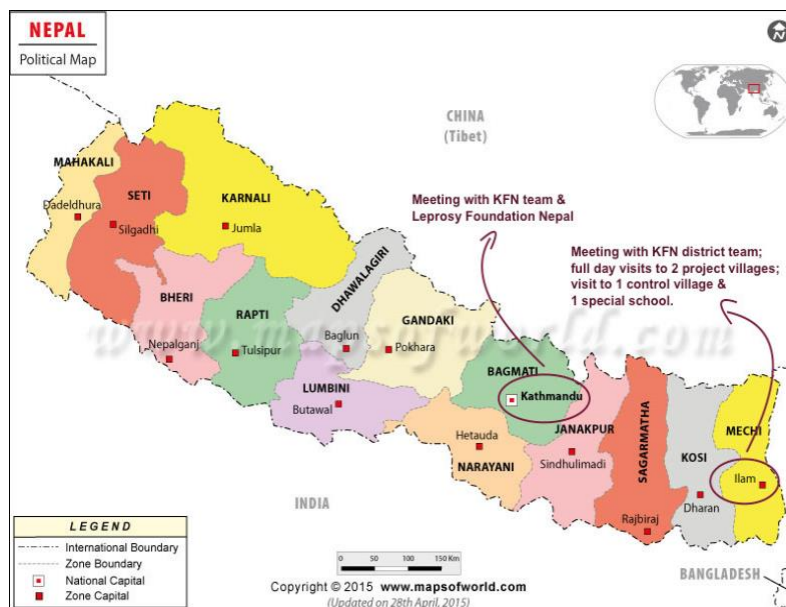 NEPAL
Political Map
N
CHINA
(Tibet)
MAHAKALI
Dadeldhura
SETI
Silgadhi
KARNALI
Jumla
Meeting with KFN team &
Leprosy Foundation Nepal
Meeting with KFN district team;
full day visits to 2 project villages;
visit to 1 control village &
1 special school.
BHERI
Nepalganj
RAPTI
Tulsipur
DHAWALAGIRI
Baglun
GANDAKI
Pokhara
www.mapsofworld.com
LUMBINI
Butawal
BAGMATI
Kathmandu
Hetauda
NARAYANI
JANAKPUR
Sindhulimadi
SAGARMATHA
Rajbiraj
KOSI
Dharan
MECHI
Ilam
INDIA
BANGLADESH
LEGEND
International Boundary
Zone Boundary
National Capital
Zone Capital
0 50 100 150 Km
Copyright © 2015 www.mapsofworld.com
(Updated on 28th April, 2015)